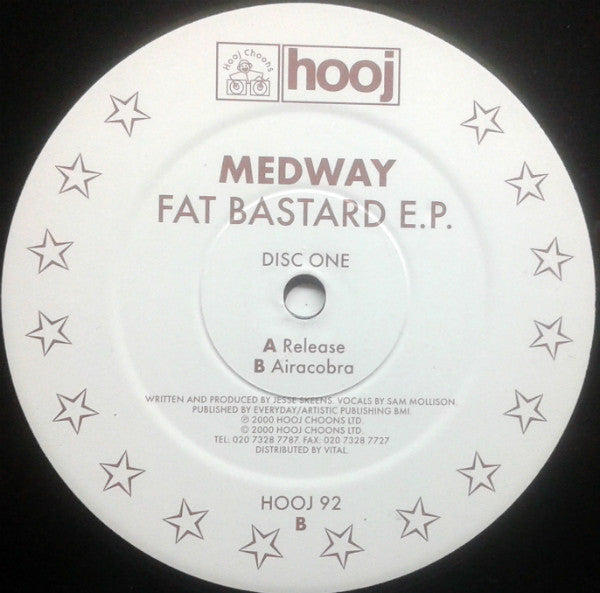 Hooj Choons
hooj
MEDWAY
FAT BASTARD E.P.
DISC ONE
A Release
B Airacobra
WRITTEN AND PRODUCED BY JESSE SKEENS. VOCALS BY SAM MOLLISON.
PUBLISHED BY EVERYDAY/ARTISTIC PUBLISHING BMI.
℗ 2000 HOOJ CHOONS LTD.
© 2000 HOOJ CHOONS LTD.
TEL: 020 7328 7787. FAX: 020 7328 7727
DISTRIBUTED BY VITAL.
HOOJ 92
B